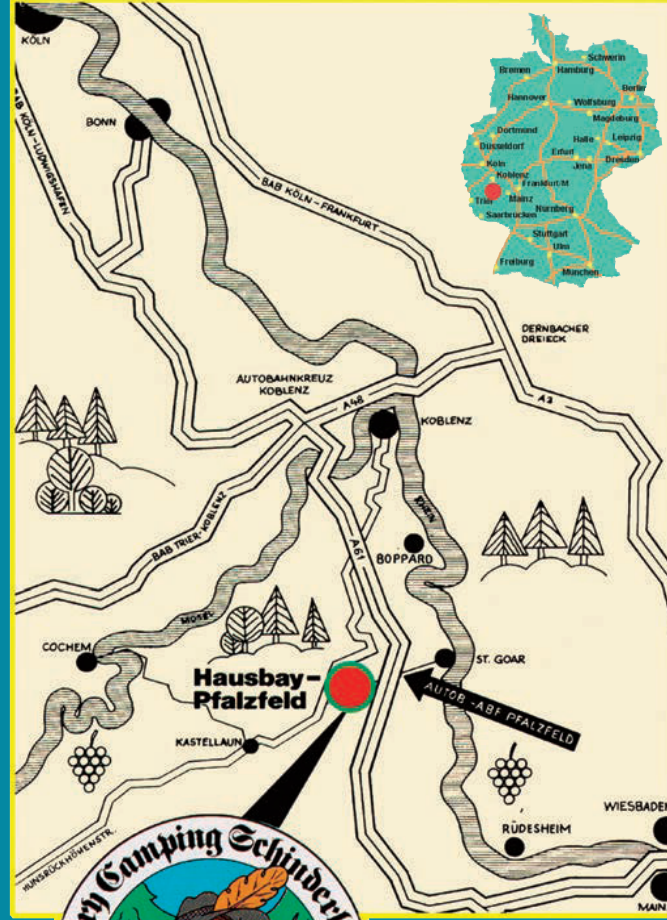 KÖLN
BAB KÖLN-LUDWIGSHAFEN
BONN
BAB KÖLN-FRANKFURT
Schwerin
Bremen
Hamburg
Berlin
Hannover
Wolfsburg
Magdeburg
Dortmund
Düsseldorf
Halle
Leipzig
Erfurt
Jena
Dresden
Köln
Koblenz
Frankfurt/M
Trier
Mainz
Saarbrücken
Nürnberg
Stuttgart
Ulm
Freiburg
München
DERNBACHER
DREIECK
AUTOBAHNKREUZ
KOBLENZ
A48
A3
KOBLENZ
BAB TRIER-KOBLENZ
RHEIN
A61
BOPPARD
MOSEL
COCHEM
ST. GOAR
Hausbay-
Pfalzfeld
AUTOB.-ABF PFALZFELD
KASTELLAUN
HUNSRÜCKHÖHENSTR.
WIESBADEN
RÜDESHEIM
MAIN
ry Camping Schinderh